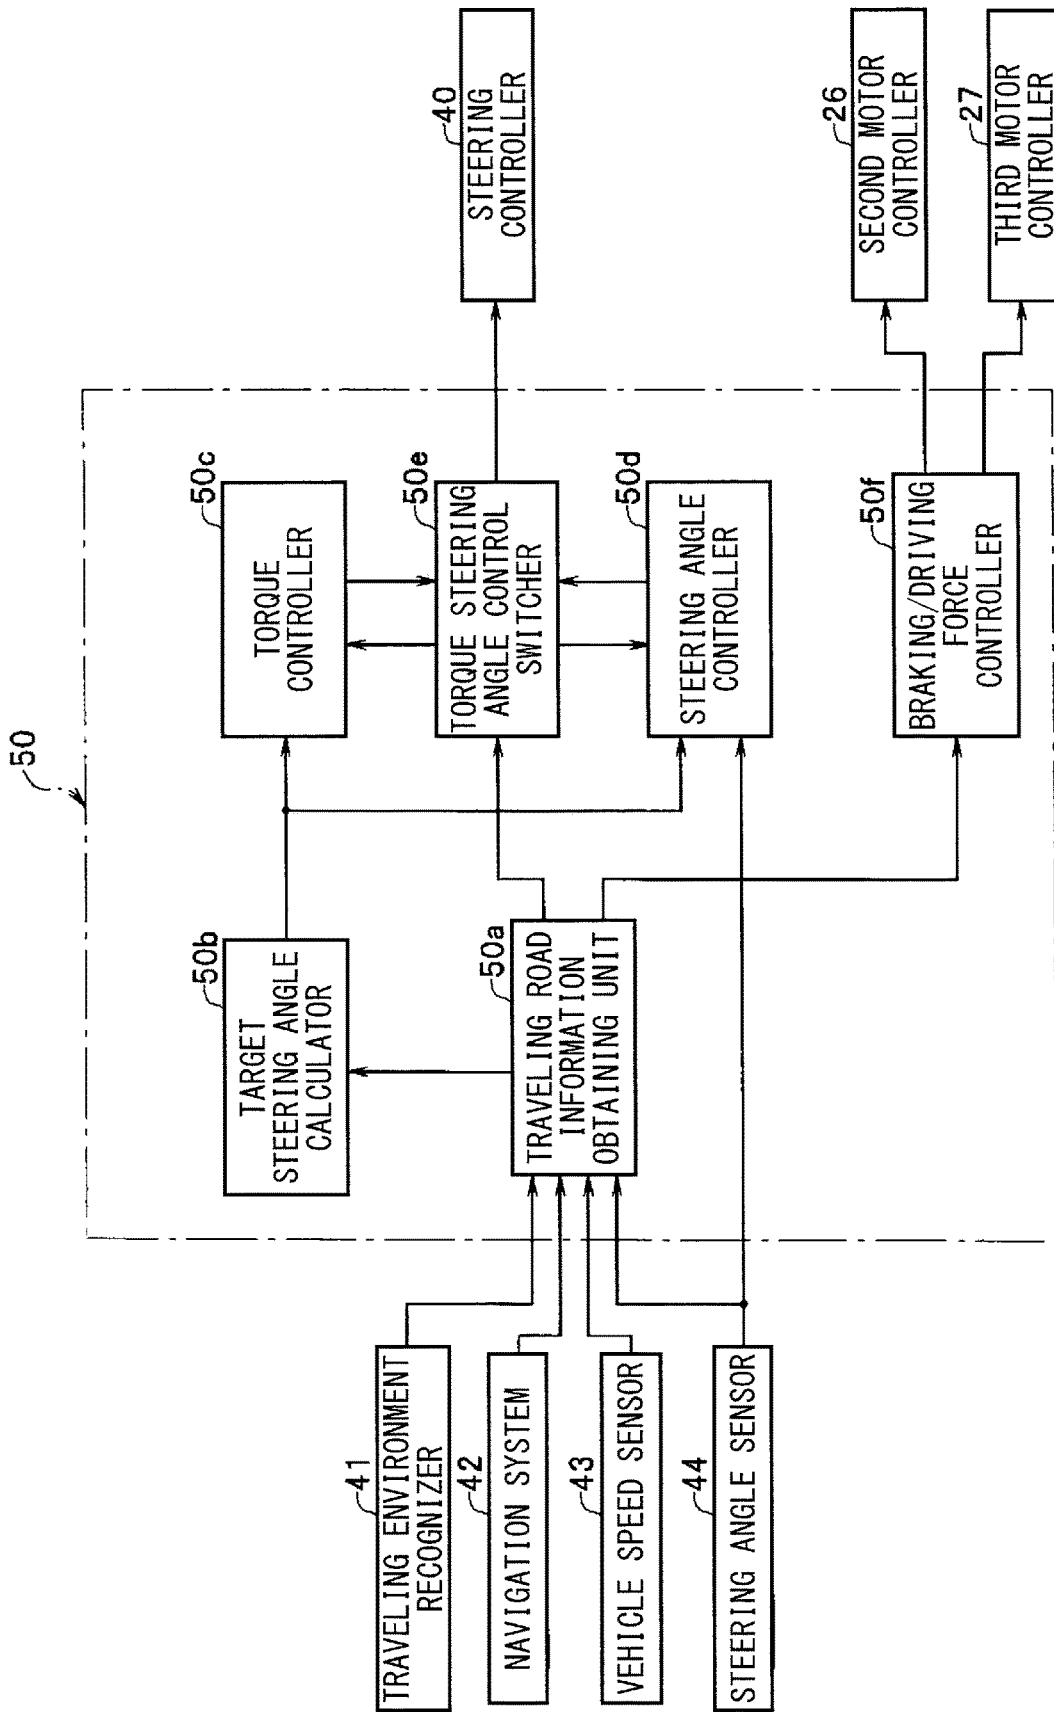 50
41
TRAVELING ENVIRONMENT
RECOGNIZER
42
NAVIGATION SYSTEM
43
VEHICLE SPEED SENSOR
44
STEERING ANGLE SENSOR
50b
TARGET
STEERING ANGLE
CALCULATOR
50a
TRAVELING ROAD
INFORMATION
OBTAINING UNIT
50c
TORQUE
CONTROLLER
50e
TORQUE STEERING
ANGLE CONTROL
SWITCHER
50d
STEERING ANGLE
CONTROLLER
50f
BRAKING/DRIVING
FORCE
CONTROLLER
40
STEERING
CONTROLLER
26
SECOND MOTOR
CONTROLLER
27
THIRD MOTOR
CONTROLLER